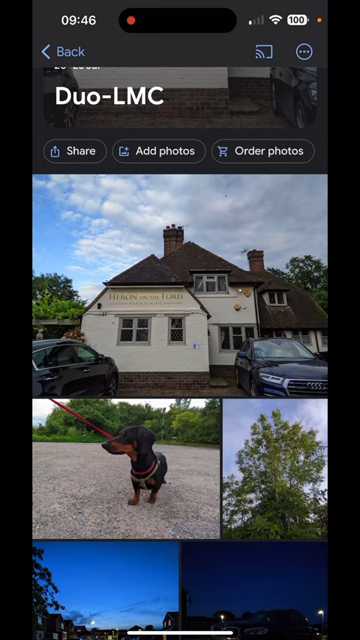 09:46
100
Back
Duo-LMC
Share
Add photos
Order photos
HERON ON THE FORD